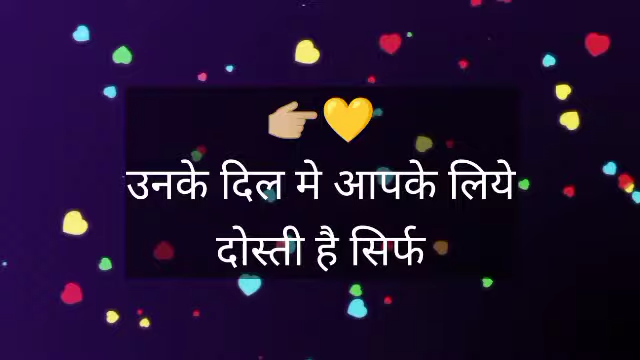 👉🏼💛
उनके दिल मे आपके लिये
दोस्ती है सिर्फ